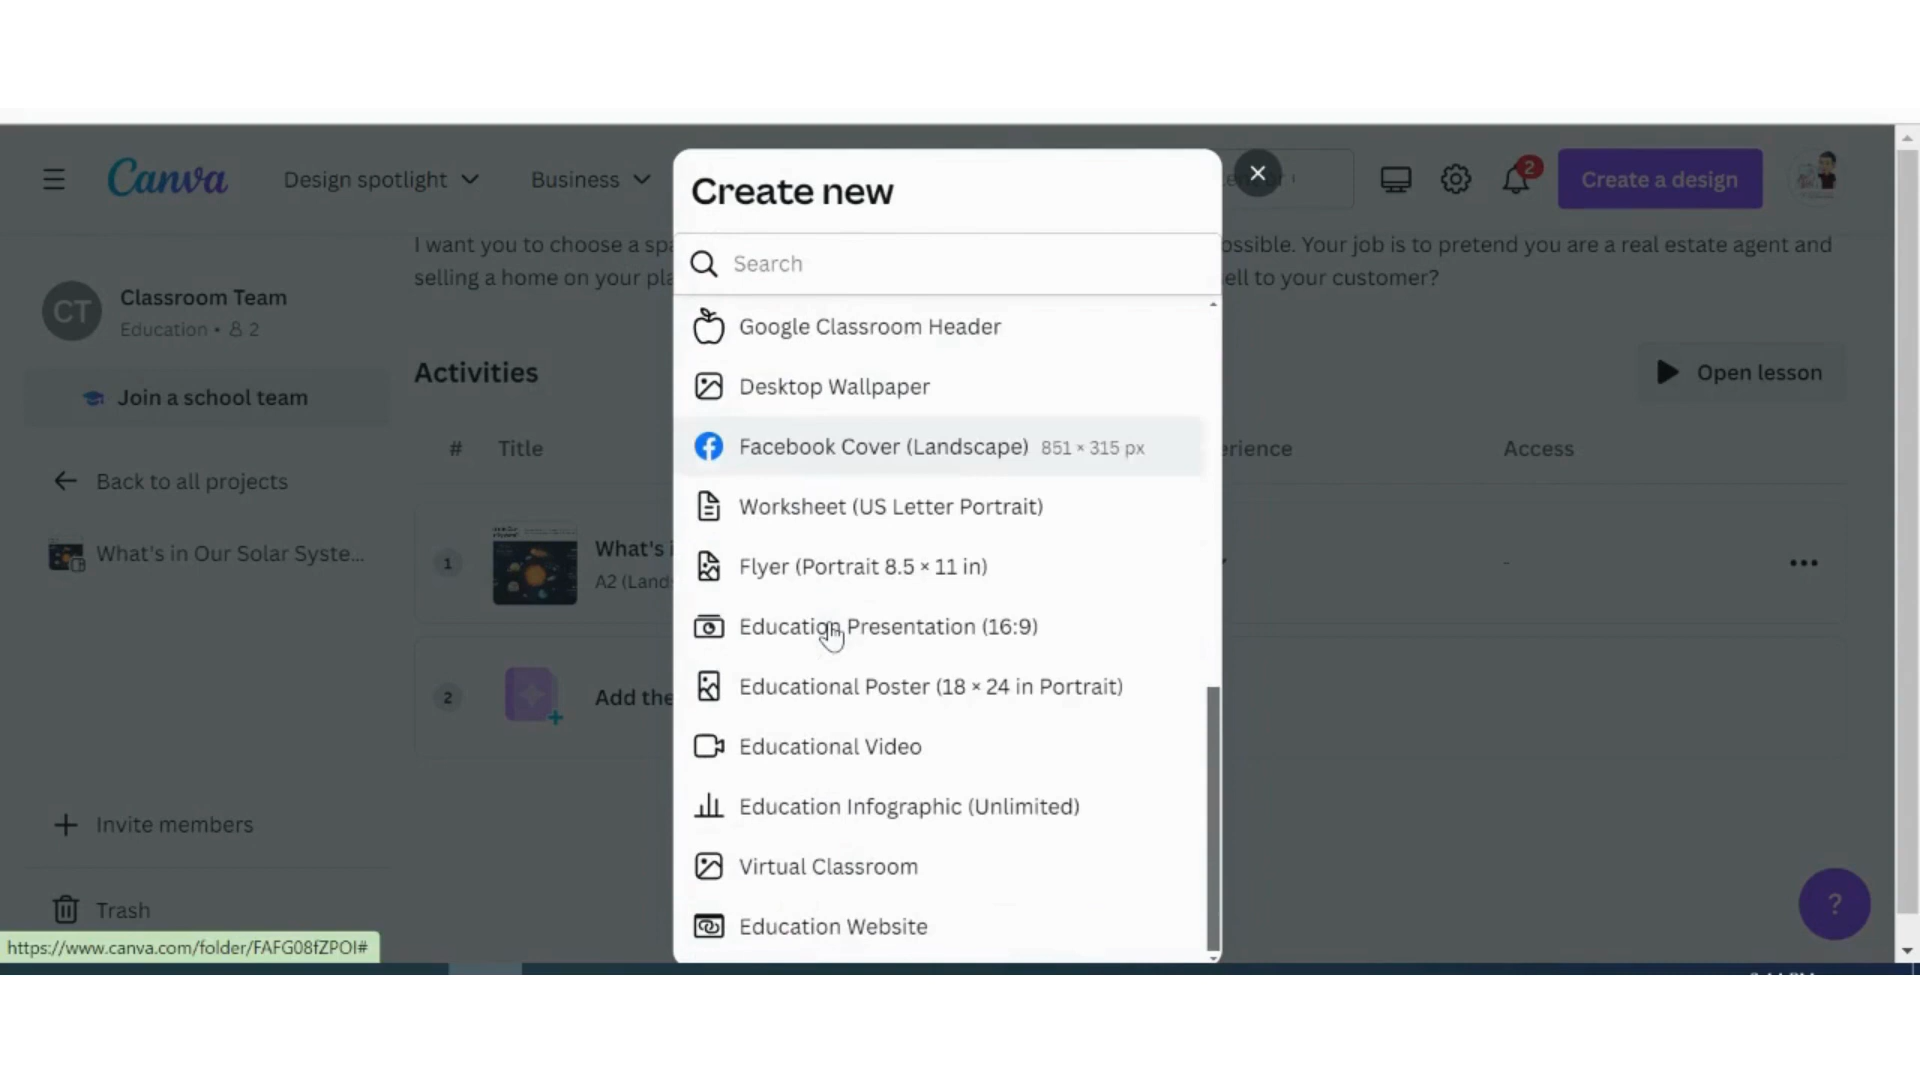 Canva
Design spotlight
Business
2
Create a design
I want you to choose a spa
ossible. Your job is to pretend you are a real estate agent and
selling a home on your pla
ell to your customer?
CT
Classroom Team
Education • 2
Join a school team
Back to all projects
What's in Our Solar Syste...
Invite members
Trash
https://www.canva.com/folder/FAFG08fZPOI#
Activities
Open lesson
# Title
erience
Access
1
What's i
A2 (Land
-
2
Add the
Create new
Search
Google Classroom Header
Desktop Wallpaper
Facebook Cover (Landscape) 851 × 315 px
Worksheet (US Letter Portrait)
Flyer (Portrait 8.5 × 11 in)
Education Presentation (16:9)
Educational Poster (18 × 24 in Portrait)
Educational Video
Education Infographic (Unlimited)
Virtual Classroom
Education Website
?